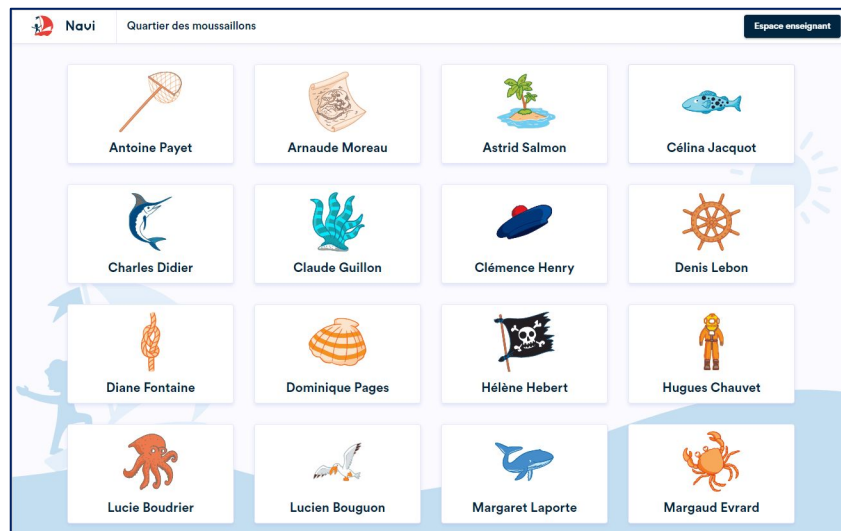 Navi Quartier des moussaillons Espace enseignant
Antoine Payet Arnaude Moreau Astrid Salmon Célina Jacquot
Charles Didier Claude Guillon Clémence Henry Denis Lebon
Diane Fontaine Dominique Pages Hélène Hebert Hugues Chauvet
Lucie Boudrier Lucien Bouguon Margaret Laporte Margaud Evrard